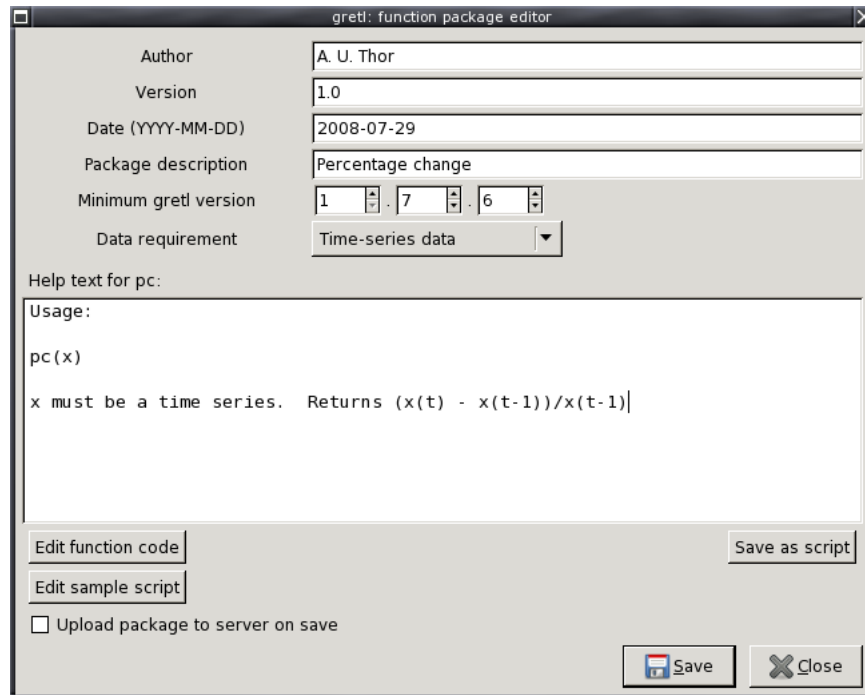 gretl: function package editor
Author A. U. Thor
Version 1.0
Date (YYYY-MM-DD) 2008-07-29
Package description Percentage change
Minimum gretl version 1 . 7 . 6
Data requirement Time-series data
Help text for pc:
Usage:
pc(x)
x must be a time series.  Returns (x(t) - x(t-1))/x(t-1)
Edit function code Save as script
Edit sample script
Upload package to server on save
Save Close